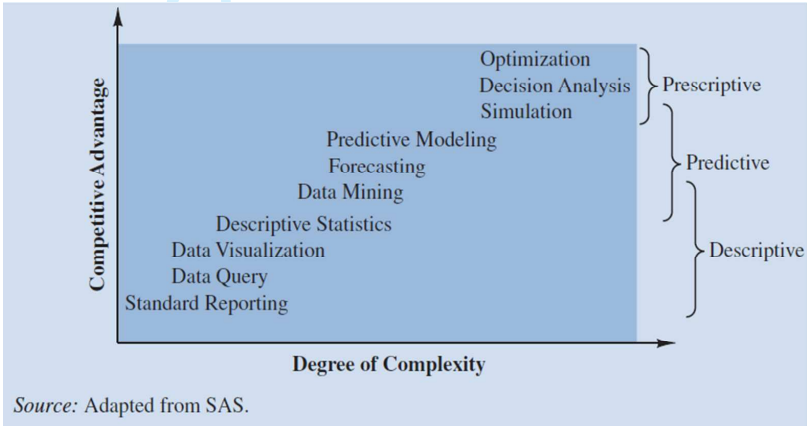 Competitive Advantage
Optimization
Decision Analysis
Simulation
Prescriptive
Predictive Modeling
Forecasting
Data Mining
Predictive
Descriptive Statistics
Data Visualization
Data Query
Standard Reporting
Descriptive
Degree of Complexity
Source: Adapted from SAS.